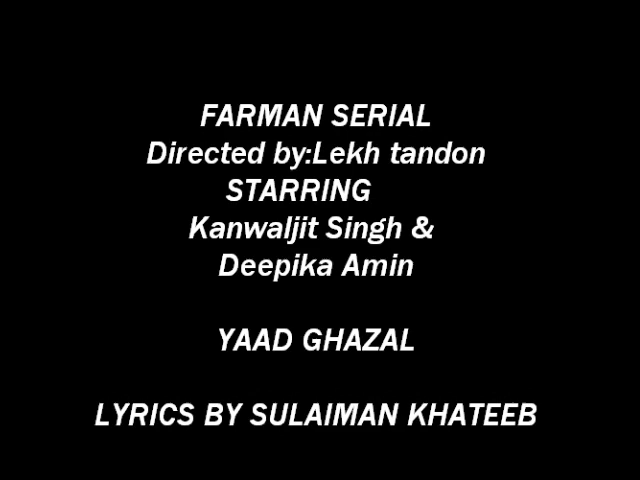 FARMAN SERIAL
Directed by:Lekh tandon
STARRING
Kanwaljit Singh &
Deepika Amin
YAAD GHAZAL
LYRICS BY SULAIMAN KHATEEB